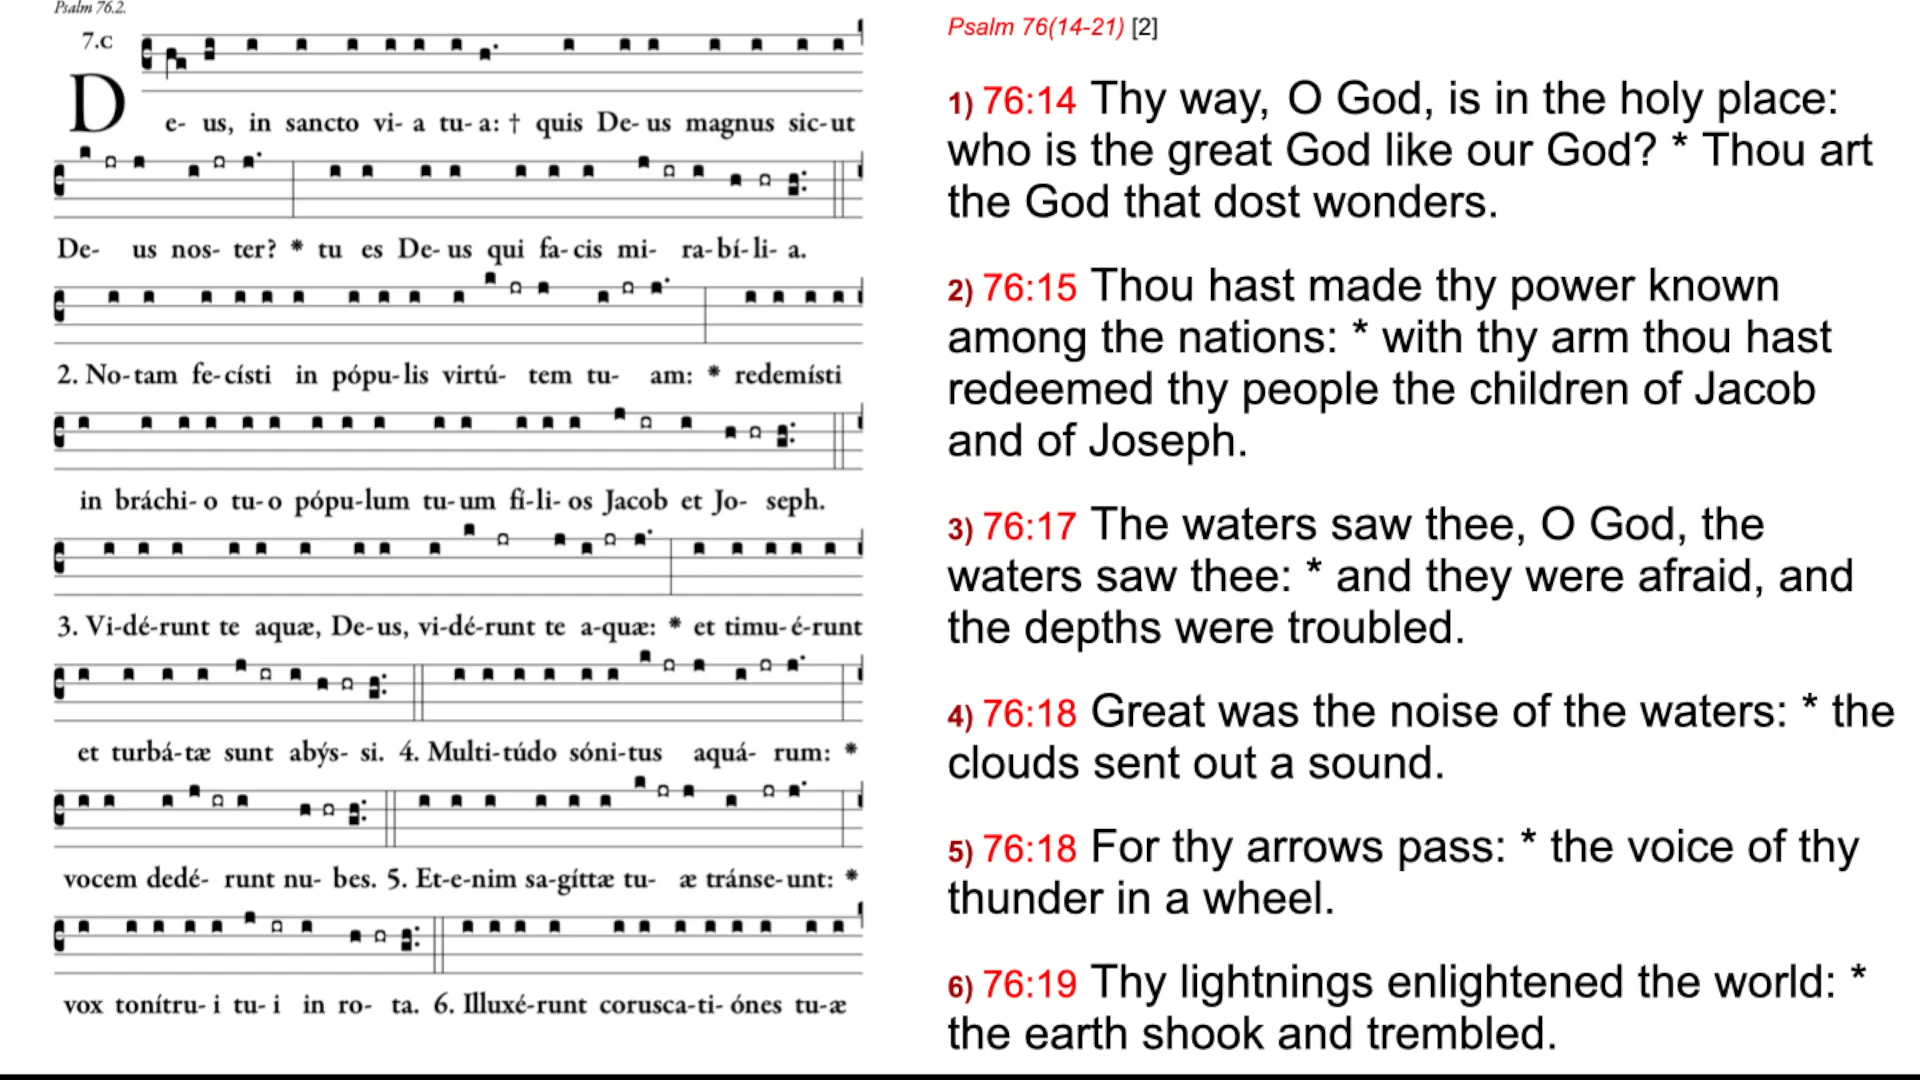 Psalm 76.2.
7.c
De- us, in sancto vi- a tu- a: † quis De- us magnus sic- ut
De- us nos- ter? * tu es De- us qui fa- cis mi- ra- bí- li- a.
2. No- tam fe- císti in pópu- lis virtú- tem tu- am: * redemísti
in bráchi- o tu- o pópu- lum tu- um fí- li- os Jacob et Jo- seph.
3. Vi- dé- runt te aquæ, De- us, vi- dé- runt te a- quæ: * et timu- é- runt
et turbá- tæ sunt abýs- si. 4. Multi- túdo sóni- tus aquá- rum: *
vocem dedé- runt nu- bes. 5. Et- e- nim sa- gíttæ tu- æ tránse- unt: *
vox tonítru- i tu- i in ro- ta. 6. Illuxé- runt corusca- ti- ónes tu- æ
Psalm 76(14-21) [2]
1) 76:14 Thy way, O God, is in the holy place:
who is the great God like our God? * Thou art
the God that dost wonders.
2) 76:15 Thou hast made thy power known
among the nations: * with thy arm thou hast
redeemed thy people the children of Jacob
and of Joseph.
3) 76:17 The waters saw thee, O God, the
waters saw thee: * and they were afraid, and
the depths were troubled.
4) 76:18 Great was the noise of the waters: * the
clouds sent out a sound.
5) 76:18 For thy arrows pass: * the voice of thy
thunder in a wheel.
6) 76:19 Thy lightnings enlightened the world: *
the earth shook and trembled.